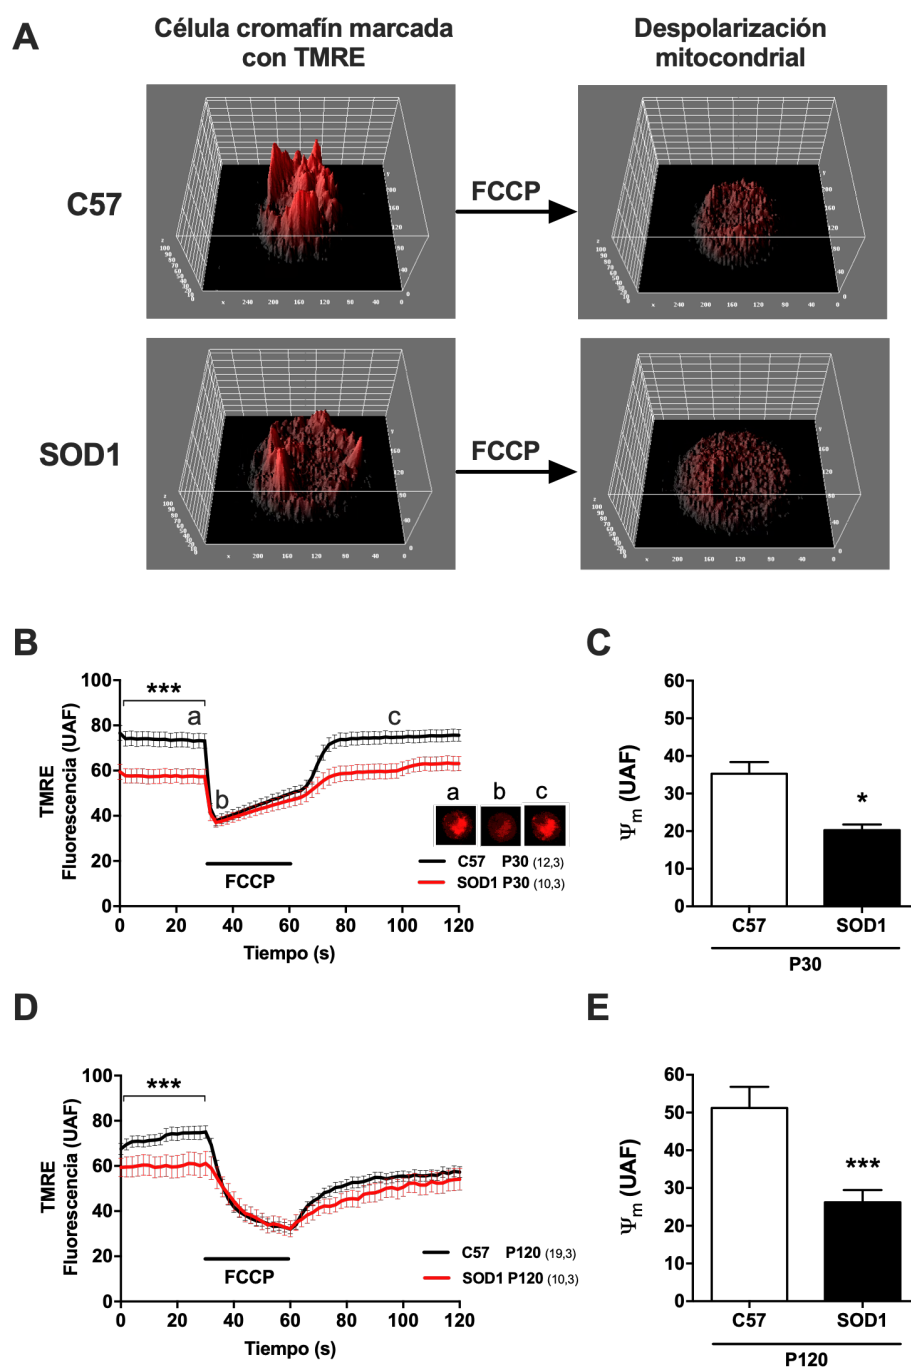 A
Célula cromafín marcada
con TMRE
Despolarización
mitocondrial
C57
FCCP
SOD1
FCCP
B
TMRE
Fluorescencia (UAF)
100
80
60
40
20
0
***
a
b
c
a b c
FCCP
C57 P30 (12,3)
SOD1 P30 (10,3)
0 20 40 60 80 100 120
Tiempo (s)
C
Ψm (UAF)
60
50
40
30
20
10
0
*
C57 SOD1
P30
D
TMRE
Fluorescencia (UAF)
100
80
60
40
20
0
***
FCCP
C57 P120 (19,3)
SOD1 P120 (10,3)
0 20 40 60 80 100 120
Tiempo (s)
E
Ψm (UAF)
60
50
40
30
20
10
0
***
C57 SOD1
P120